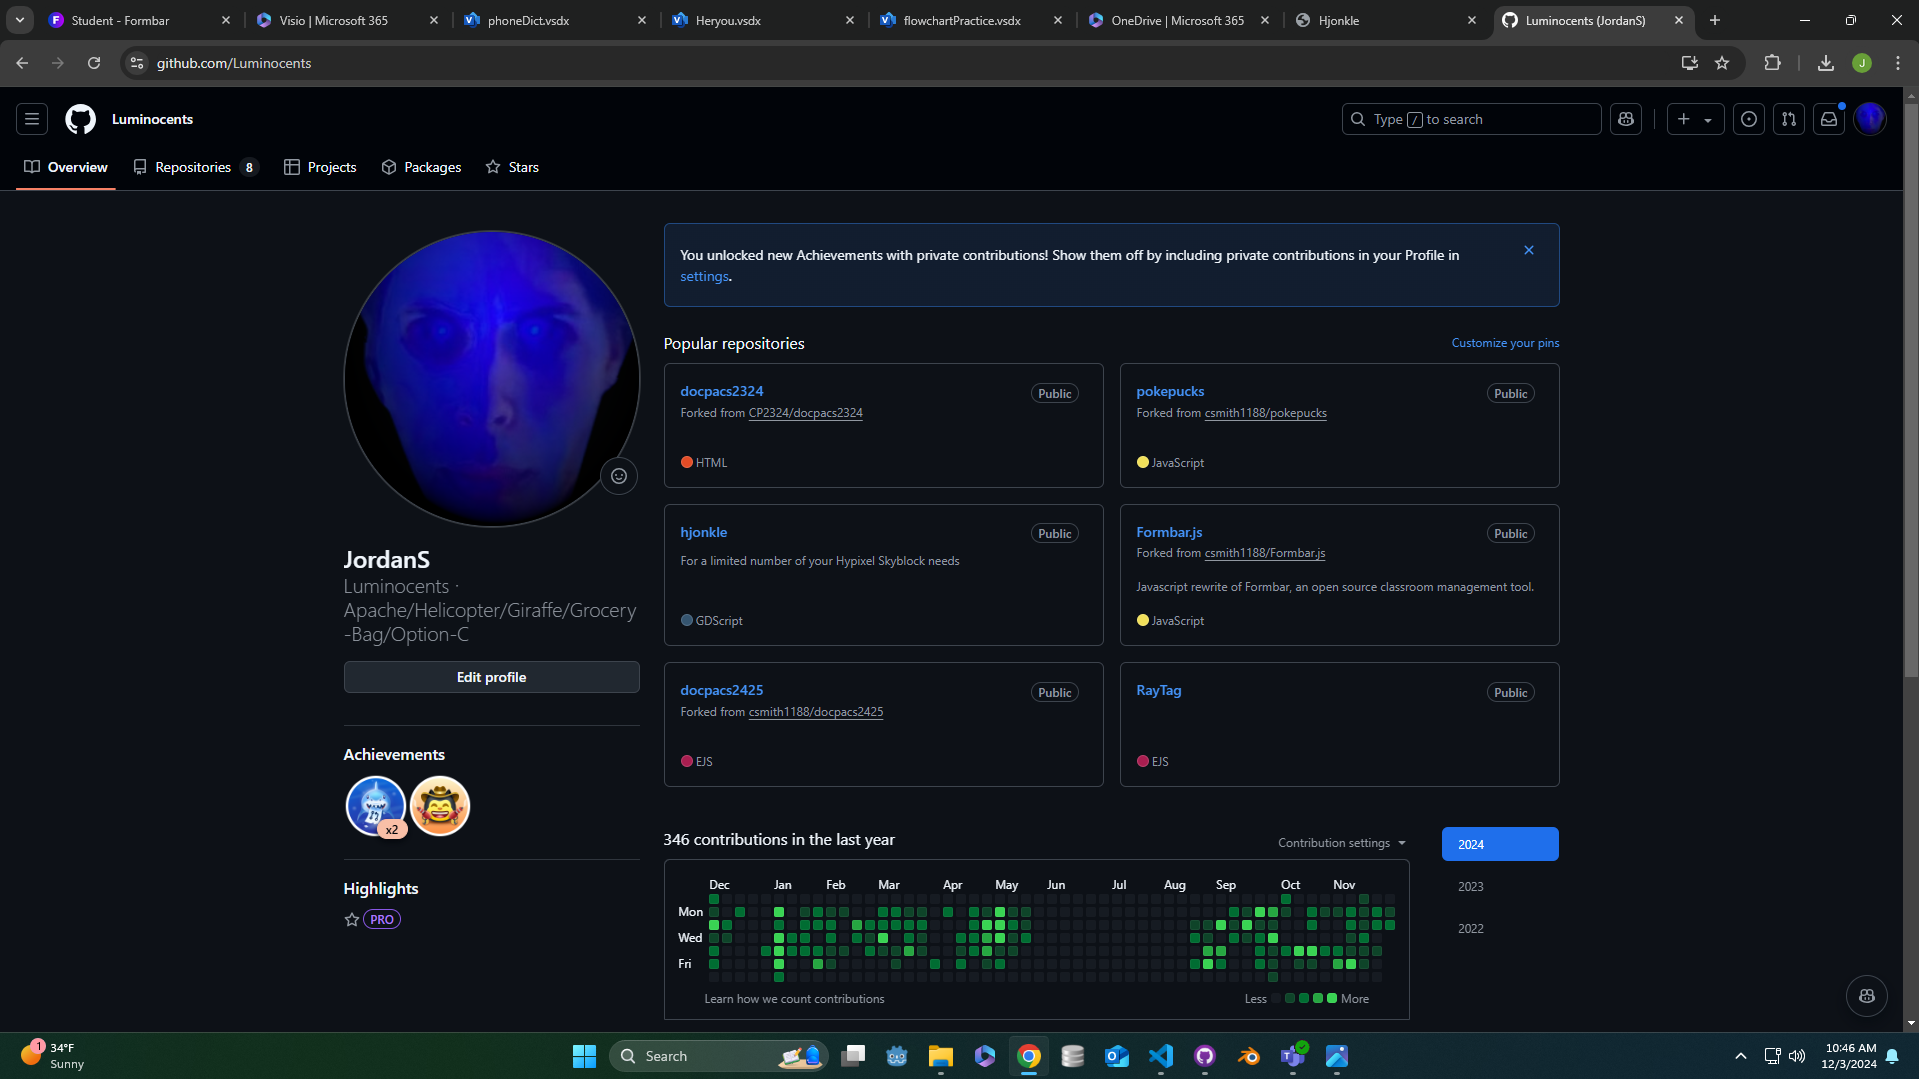 Student - Formbar
Visio | Microsoft 365
phoneDict.vsdx
Heryou.vsdx
flowchartPractice.vsdx
OneDrive | Microsoft 365
Hjonkle
Luminocents (JordanS)
github.com/Luminocents
J
Luminocents
Type / to search
Overview
Repositories 8
Projects
Packages
Stars
You unlocked new Achievements with private contributions! Show them off by including private contributions in your Profile in
settings.
Popular repositories
Customize your pins
docpacs2324
Public
Forked from CP2324/docpacs2324
HTML
pokepucks
Public
Forked from csmith1188/pokepucks
JavaScript
hjonkle
Public
For a limited number of your Hypixel Skyblock needs
GDScript
Formbar.js
Public
Forked from csmith1188/Formbar.js
Javascript rewrite of Formbar, an open source classroom management tool.
JavaScript
JordanS
Luminocents ·
Apache/Helicopter/Giraffe/Grocery
-Bag/Option-C
Edit profile
docpacs2425
Public
Forked from csmith1188/docpacs2425
EJS
RayTag
Public
EJS
Achievements
x2
Highlights
PRO
346 contributions in the last year
Contribution settings
2024
2023
2022
Dec Jan Feb Mar Apr May Jun Jul Aug Sep Oct Nov
Mon
Wed
Fri
Learn how we count contributions
Less
More
1
34°F
Sunny
Search
10:46 AM
12/3/2024